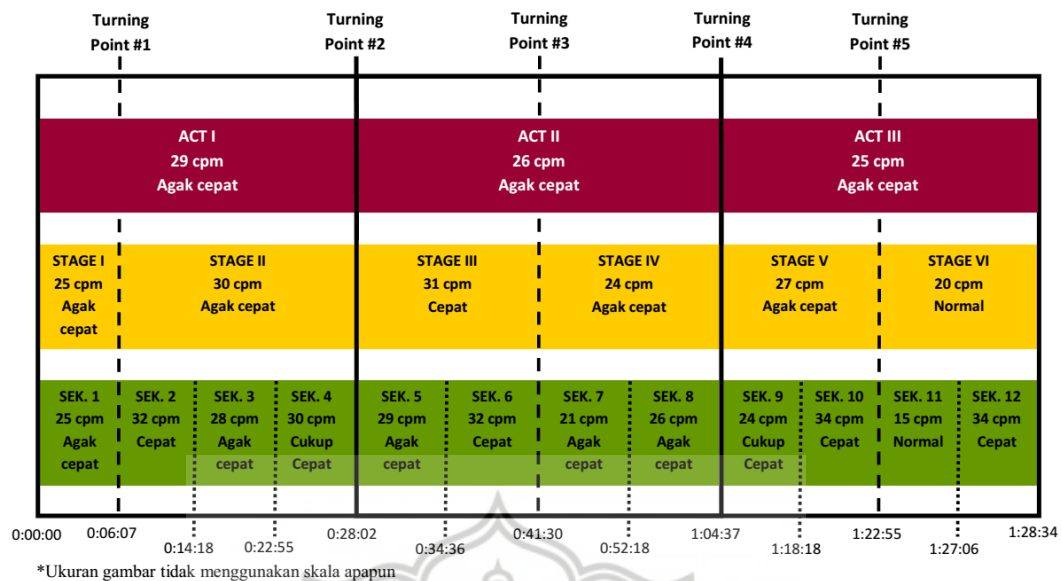 Turning
Point #1
Turning
Point #2
Turning
Point #3
Turning
Point #4
Turning
Point #5
ACT I
29 cpm
Agak cepat
ACT II
26 cpm
Agak cepat
ACT III
25 cpm
Agak cepat
STAGE I
25 cpm
Agak
cepat
STAGE II
30 cpm
Agak cepat
STAGE III
31 cpm
Cepat
STAGE IV
24 cpm
Agak cepat
STAGE V
27 cpm
Agak cepat
STAGE VI
20 cpm
Normal
SEK. 1
25 cpm
Agak
cepat
SEK. 2
32 cpm
Cepat
SEK. 3
28 cpm
Agak
cepat
SEK. 4
30 cpm
Cukup
Cepat
SEK. 5
29 cpm
Agak
cepat
SEK. 6
32 cpm
Cepat
SEK. 7
21 cpm
Agak
cepat
SEK. 8
26 cpm
Agak
cepat
SEK. 9
24 cpm
Cukup
Cepat
SEK. 10
34 cpm
Cepat
SEK. 11
15 cpm
Normal
SEK. 12
34 cpm
Cepat
0:00:00
0:06:07
0:14:18
0:22:55
0:28:02
0:34:36
0:41:30
0:52:18
1:04:37
1:18:18
1:22:55
1:27:06
1:28:34
*Ukuran gambar tidak menggunakan skala apapun